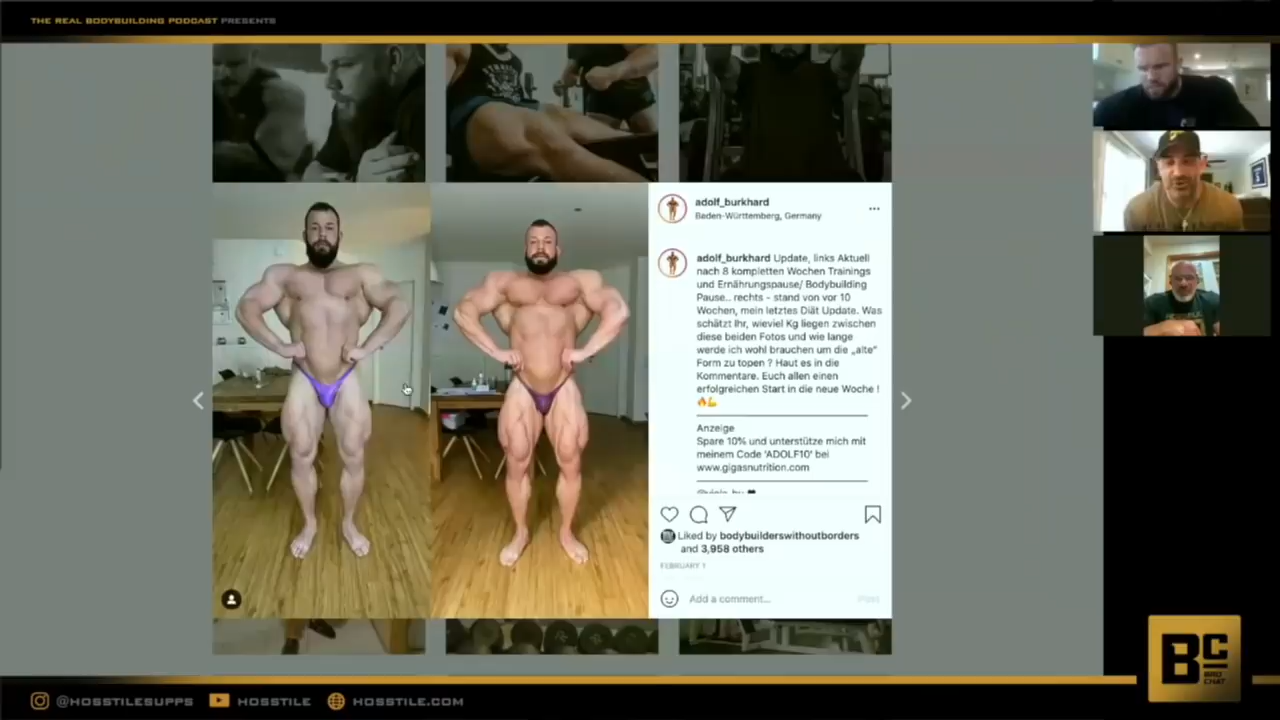 THE REAL BODYBUILDING PODCAST PRESENTS
adolf_burkhard
Baden-Württemberg, Germany
adolf_burkhard Update, links Aktuell
nach 8 kompletten Wochen Trainings
und Ernährungspause/ Bodybuilding
Pause.. rechts - stand von vor 10
Wochen, mein letztes Diät Update. Was
schätzt Ihr, wieviel Kg liegen zwischen
diese beiden Fotos und wie lange
werde ich wohl brauchen um die „alte"
Form zu topen ? Haut es in die
Kommentare. Euch allen einen
erfolgreichen Start in die neue Woche !
🔥💪
Anzeige
Spare 10% und unterstütze mich mit
meinem Code 'ADOLF10' bei
www.gigasnutrition.com
Liked by bodybuilderswithoutborders
and 3,958 others
FEBRUARY 1
Add a comment...
Post
BC
BRO
CHAT
@HOSSTILESUPPS
HOSSTILE
HOSSTILE.COM